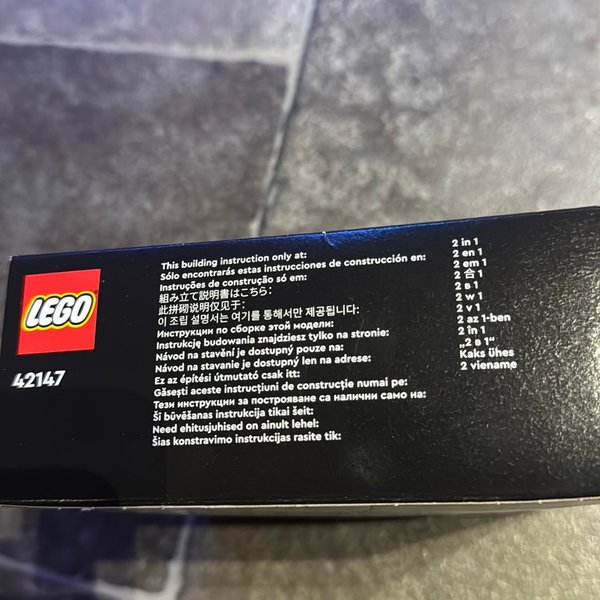 LEGO
42147
This building instruction only at:
Sólo encontrarás estas instrucciones de construcción en:
Instruções de construção só em:
組み立て説明書はこちら:
此拼砌说明仅见于:
이 조립 설명서는 여기를 통해서만 제공됩니다:
Инструкции по сборке этой модели:
Instrukcję budowania znajdziesz tylko na stronie:
Návod na stavění je dostupný pouze na:
Návod na stavanie je dostupný len na adrese:
Ez az építési útmutató csak itt:
Găsești aceste instrucțiuni de construcție numai pe:
Тези инструкции за построяване са налични само на:
Šī būvēšanas instrukcija tikai šeit:
Need ehitusjuhised on ainult lehel:
Šias konstravimo instrukcijas rasite tik:
2 in 1
2 en 1
2 em 1
2 合 1
2 в 1
2 w 1
2 v 1
2 az 1-ben
2 în 1
„2 в 1“
Kaks ühes
2 viename